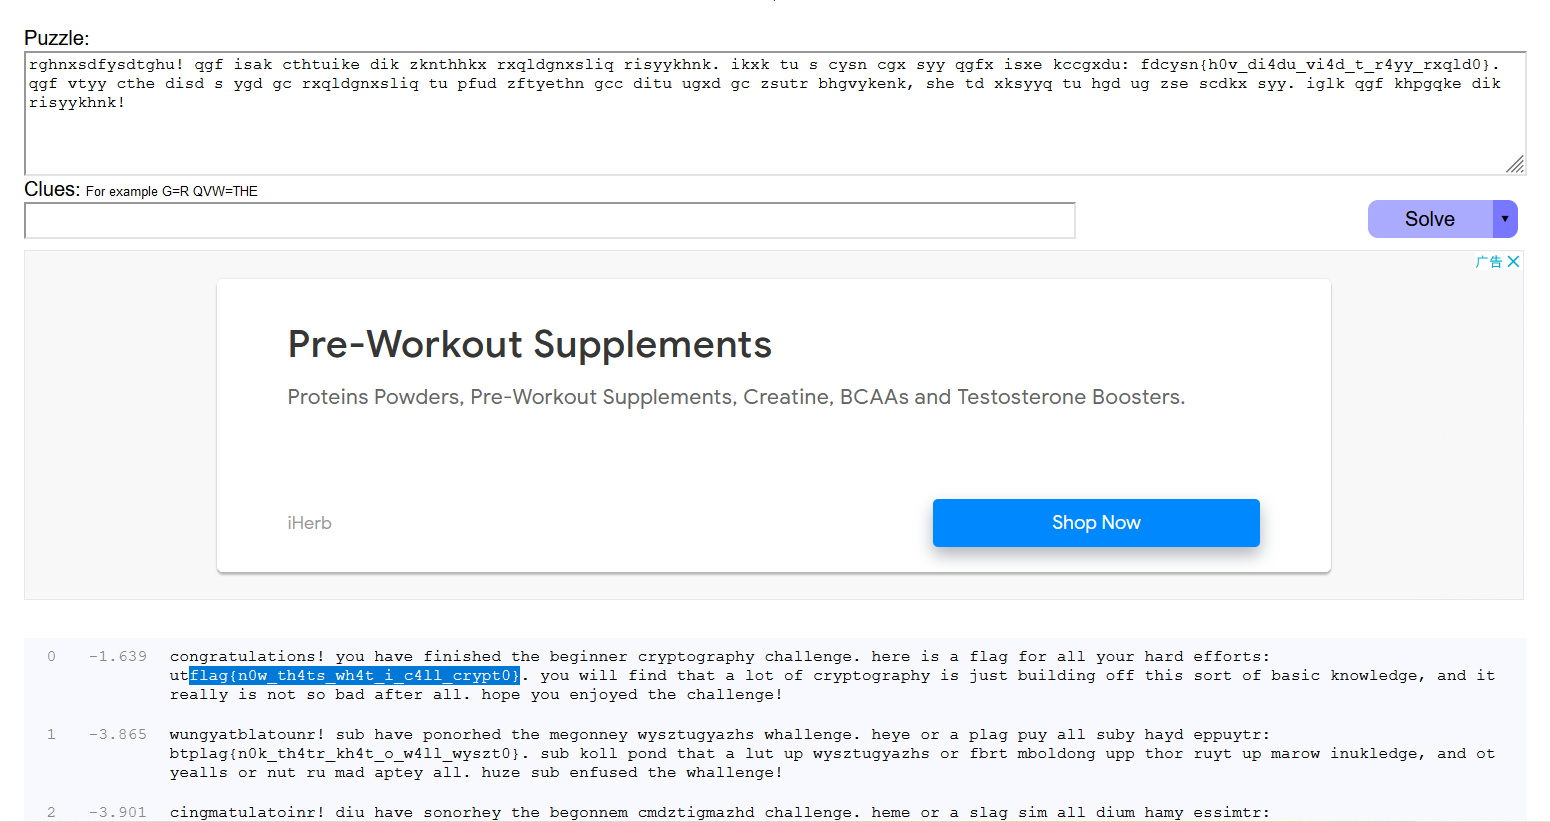 Puzzle:
rghnxsdfysdtghu! qgf isak cthtuike dik zknthhkx rxqldgnxsliq risyykhnk. ikxk tu s cysn cgx syy qgfx isxe kccgxdu: fdcysn{h0v_di4du_vi4d_t_r4yy_rxqld0}.
qgf vtyy cthe disd s ygd gc rxqldgnxsliq tu pfud zftyethn gcc ditu ugxd gc zsutr bhgvykenk, she td xksyyq tu hgd ug zse scdkx syy. iglk qgf khpgqke dik
risyykhnk!
Clues: For example G=R QVW=THE
Solve
广告
Pre-Workout Supplements
Proteins Powders, Pre-Workout Supplements, Creatine, BCAAs and Testosterone Boosters.
iHerb
Shop Now
0 -1.639 congratulations! you have finished the beginner cryptography challenge. here is a flag for all your hard efforts:
utflag{n0w_th4ts_wh4t_i_c4ll_crypt0}. you will find that a lot of cryptography is just building off this sort of basic knowledge, and it
really is not so bad after all. hope you enjoyed the challenge!
1 -3.865 wungyatblatounr! sub have ponorhed the megonney wysztugyazhs whallenge. heye or a plag puy all suby hayd eppuytr:
btplag{n0k_th4tr_kh4t_o_w4ll_wyszt0}. sub koll pond that a lut up wysztugyazhs or fbrt mboldong upp thor ruyt up marow inukledge, and ot
yealls or nut ru mad aptey all. huze sub enfused the whallenge!
2 -3.901 cingmatulatoinr! diu have sonorhey the begonnem cmdztigmazhd challenge. heme or a slag sim all dium hamy essimtr: